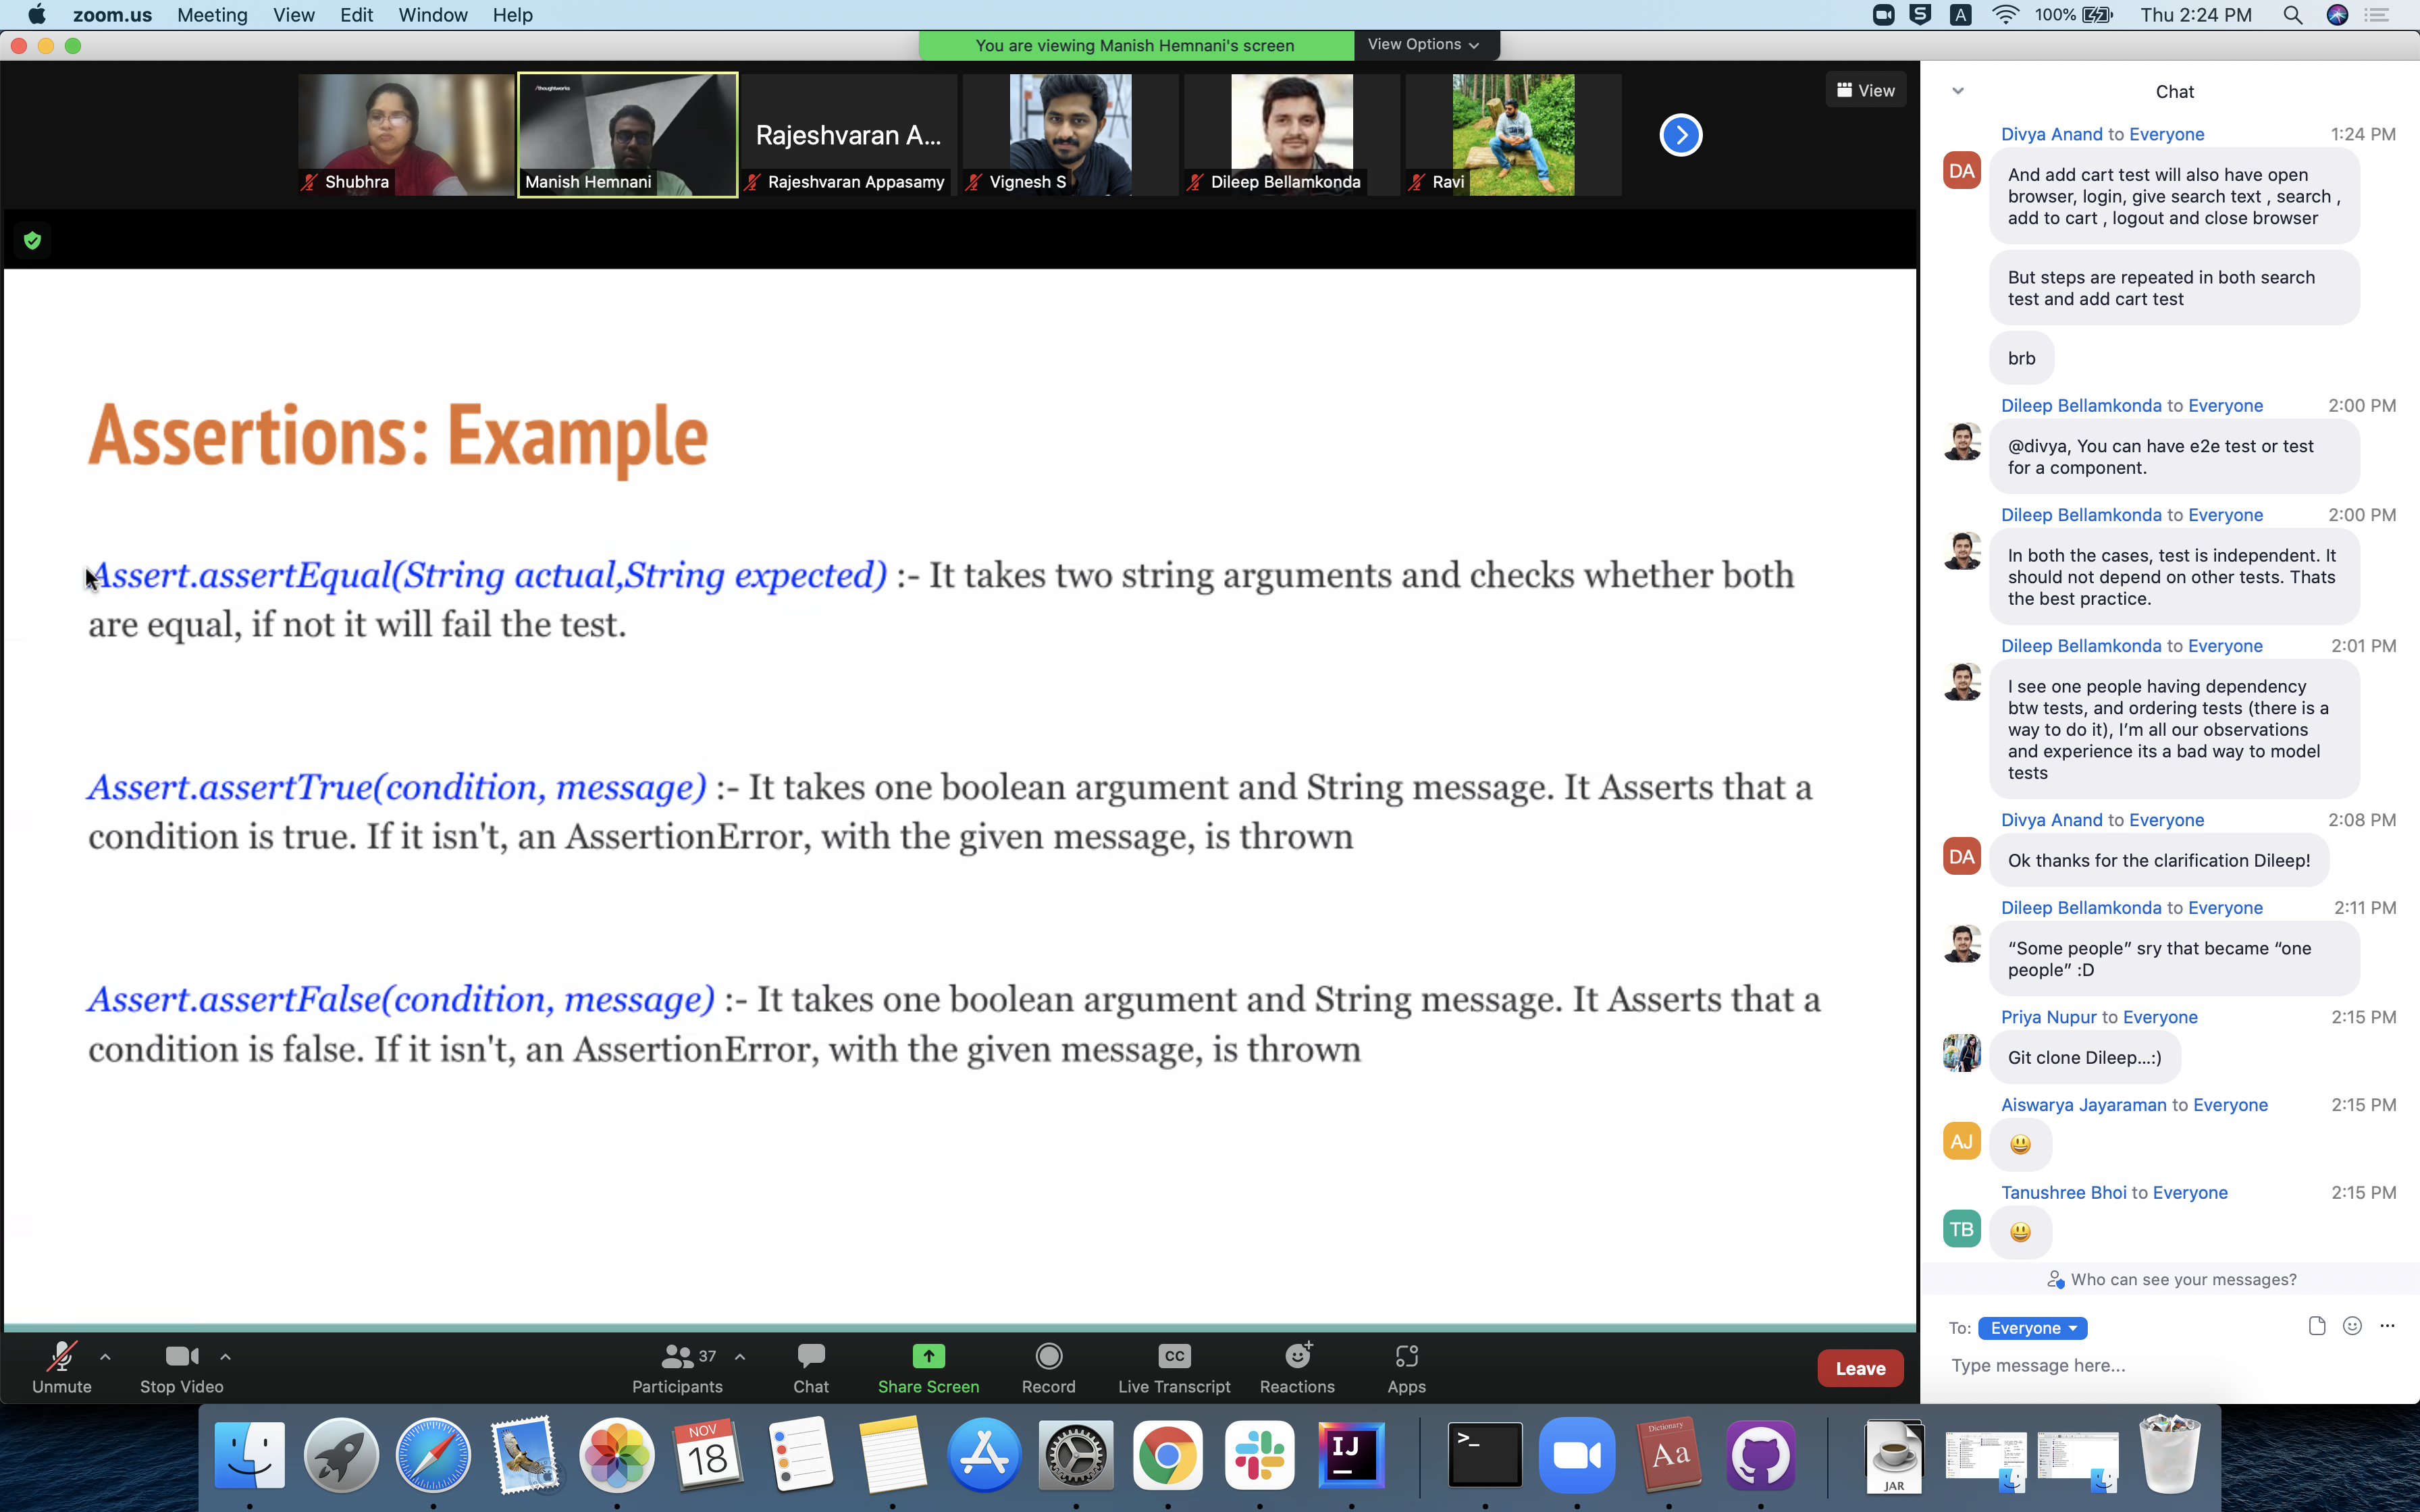 zoom.us Meeting View Edit Window Help
100% Thu 2:24 PM
You are viewing Manish Hemnani's screen View Options
/thoughtworks
Rajeshvaran A...
Shubhra
Manish Hemnani
Rajeshvaran Appasamy
Vignesh S
Dileep Bellamkonda
Ravi
View
Assertions: Example
Assert.assertEqual(String actual,String expected) :- It takes two string arguments and checks whether both
are equal, if not it will fail the test.
Assert.assertTrue(condition, message) :- It takes one boolean argument and String message. It Asserts that a
condition is true. If it isn't, an AssertionError, with the given message, is thrown
Assert.assertFalse(condition, message) :- It takes one boolean argument and String message. It Asserts that a
condition is false. If it isn't, an AssertionError, with the given message, is thrown
Chat
Divya Anand to Everyone 1:24 PM
DA
And add cart test will also have open
browser, login, give search text , search ,
add to cart , logout and close browser
But steps are repeated in both search
test and add cart test
brb
Dileep Bellamkonda to Everyone 2:00 PM
@divya, You can have e2e test or test
for a component.
Dileep Bellamkonda to Everyone 2:00 PM
In both the cases, test is independent. It
should not depend on other tests. Thats
the best practice.
Dileep Bellamkonda to Everyone 2:01 PM
I see one people having dependency
btw tests, and ordering tests (there is a
way to do it), I’m all our observations
and experience its a bad way to model
tests
Divya Anand to Everyone 2:08 PM
DA
Ok thanks for the clarification Dileep!
Dileep Bellamkonda to Everyone 2:11 PM
“Some people” sry that became “one
people” :D
Priya Nupur to Everyone 2:15 PM
Git clone Dileep...:)
Aiswarya Jayaraman to Everyone 2:15 PM
AJ
😃
Tanushree Bhoi to Everyone 2:15 PM
TB
😃
Who can see your messages?
To: Everyone
Type message here...
Unmute
Stop Video
37
Participants
Chat
Share Screen
Record
CC
Live Transcript
Reactions
Apps
Leave
NOV
18
IJ
>_
Dictionary
Aa
JAR